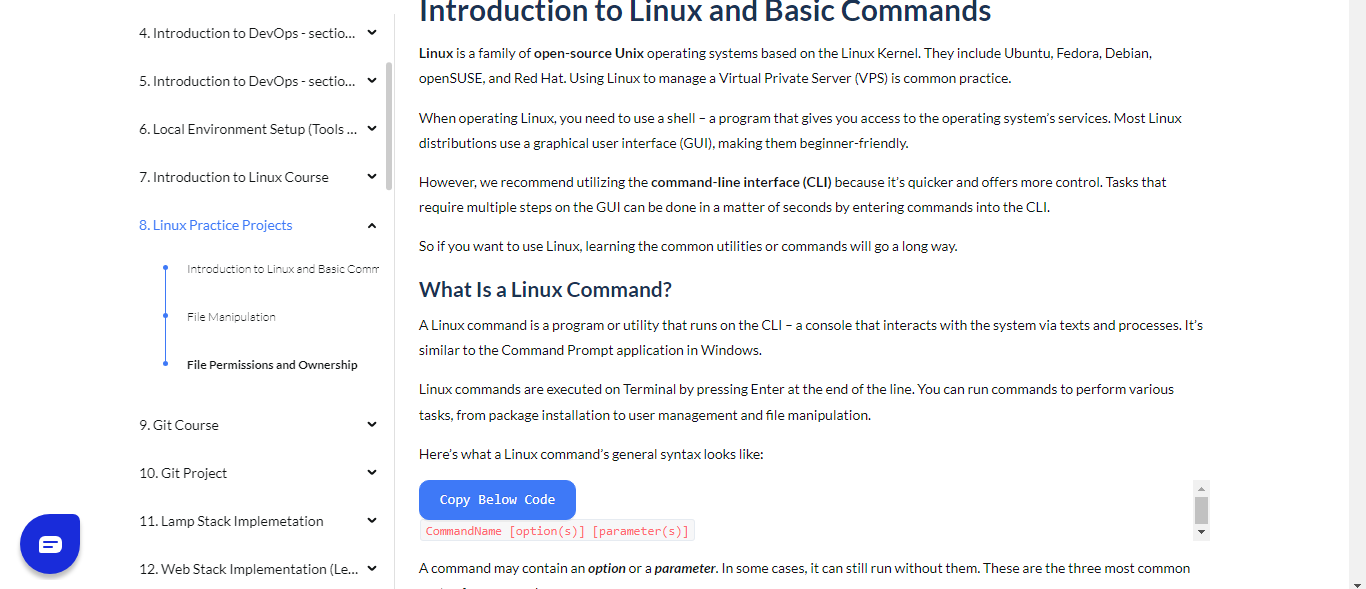 4. Introduction to DevOps - sectio...
5. Introduction to DevOps - sectio...
6. Local Environment Setup (Tools ...
7. Introduction to Linux Course
8. Linux Practice Projects
Introduction to Linux and Basic Comm
File Manipulation
File Permissions and Ownership
9. Git Course
10. Git Project
11. Lamp Stack Implemetation
12. Web Stack Implementation (Le...
Introduction to Linux and Basic Commands
Linux is a family of open-source Unix operating systems based on the Linux Kernel. They include Ubuntu, Fedora, Debian,
openSUSE, and Red Hat. Using Linux to manage a Virtual Private Server (VPS) is common practice.
When operating Linux, you need to use a shell – a program that gives you access to the operating system’s services. Most Linux
distributions use a graphical user interface (GUI), making them beginner-friendly.
However, we recommend utilizing the command-line interface (CLI) because it’s quicker and offers more control. Tasks that
require multiple steps on the GUI can be done in a matter of seconds by entering commands into the CLI.
So if you want to use Linux, learning the common utilities or commands will go a long way.
What Is a Linux Command?
A Linux command is a program or utility that runs on the CLI – a console that interacts with the system via texts and processes. It’s
similar to the Command Prompt application in Windows.
Linux commands are executed on Terminal by pressing Enter at the end of the line. You can run commands to perform various
tasks, from package installation to user management and file manipulation.
Here’s what a Linux command’s general syntax looks like:
Copy Below Code
CommandName [option(s)] [parameter(s)]
A command may contain an option or a parameter. In some cases, it can still run without them. These are the three most common